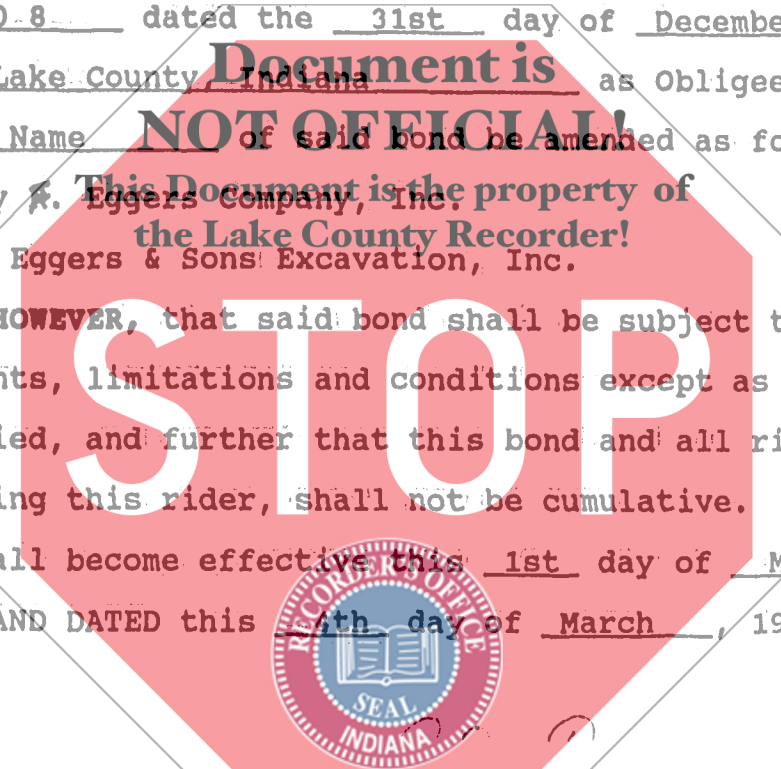 D 8 dated the 31st day of Decembe
Lake County, Indiana as Obligee
Name of said bond be amended as fo
y A. Eggers Company, Inc.
Eggers & Sons Excavation, Inc.
HOWEVER, that said bond shall be subject t
nts, limitations and conditions except as
ied, and further that this bond and all ri
ing this rider, shall not be cumulative.
all become effective this 1st day of M
AND DATED this 4th day of March, 19
Document is
NOT OFFICIAL!
This Document is the property of
the Lake County Recorder!
STOP
RECORDER'S OFFICE
SEAL
INDIANA